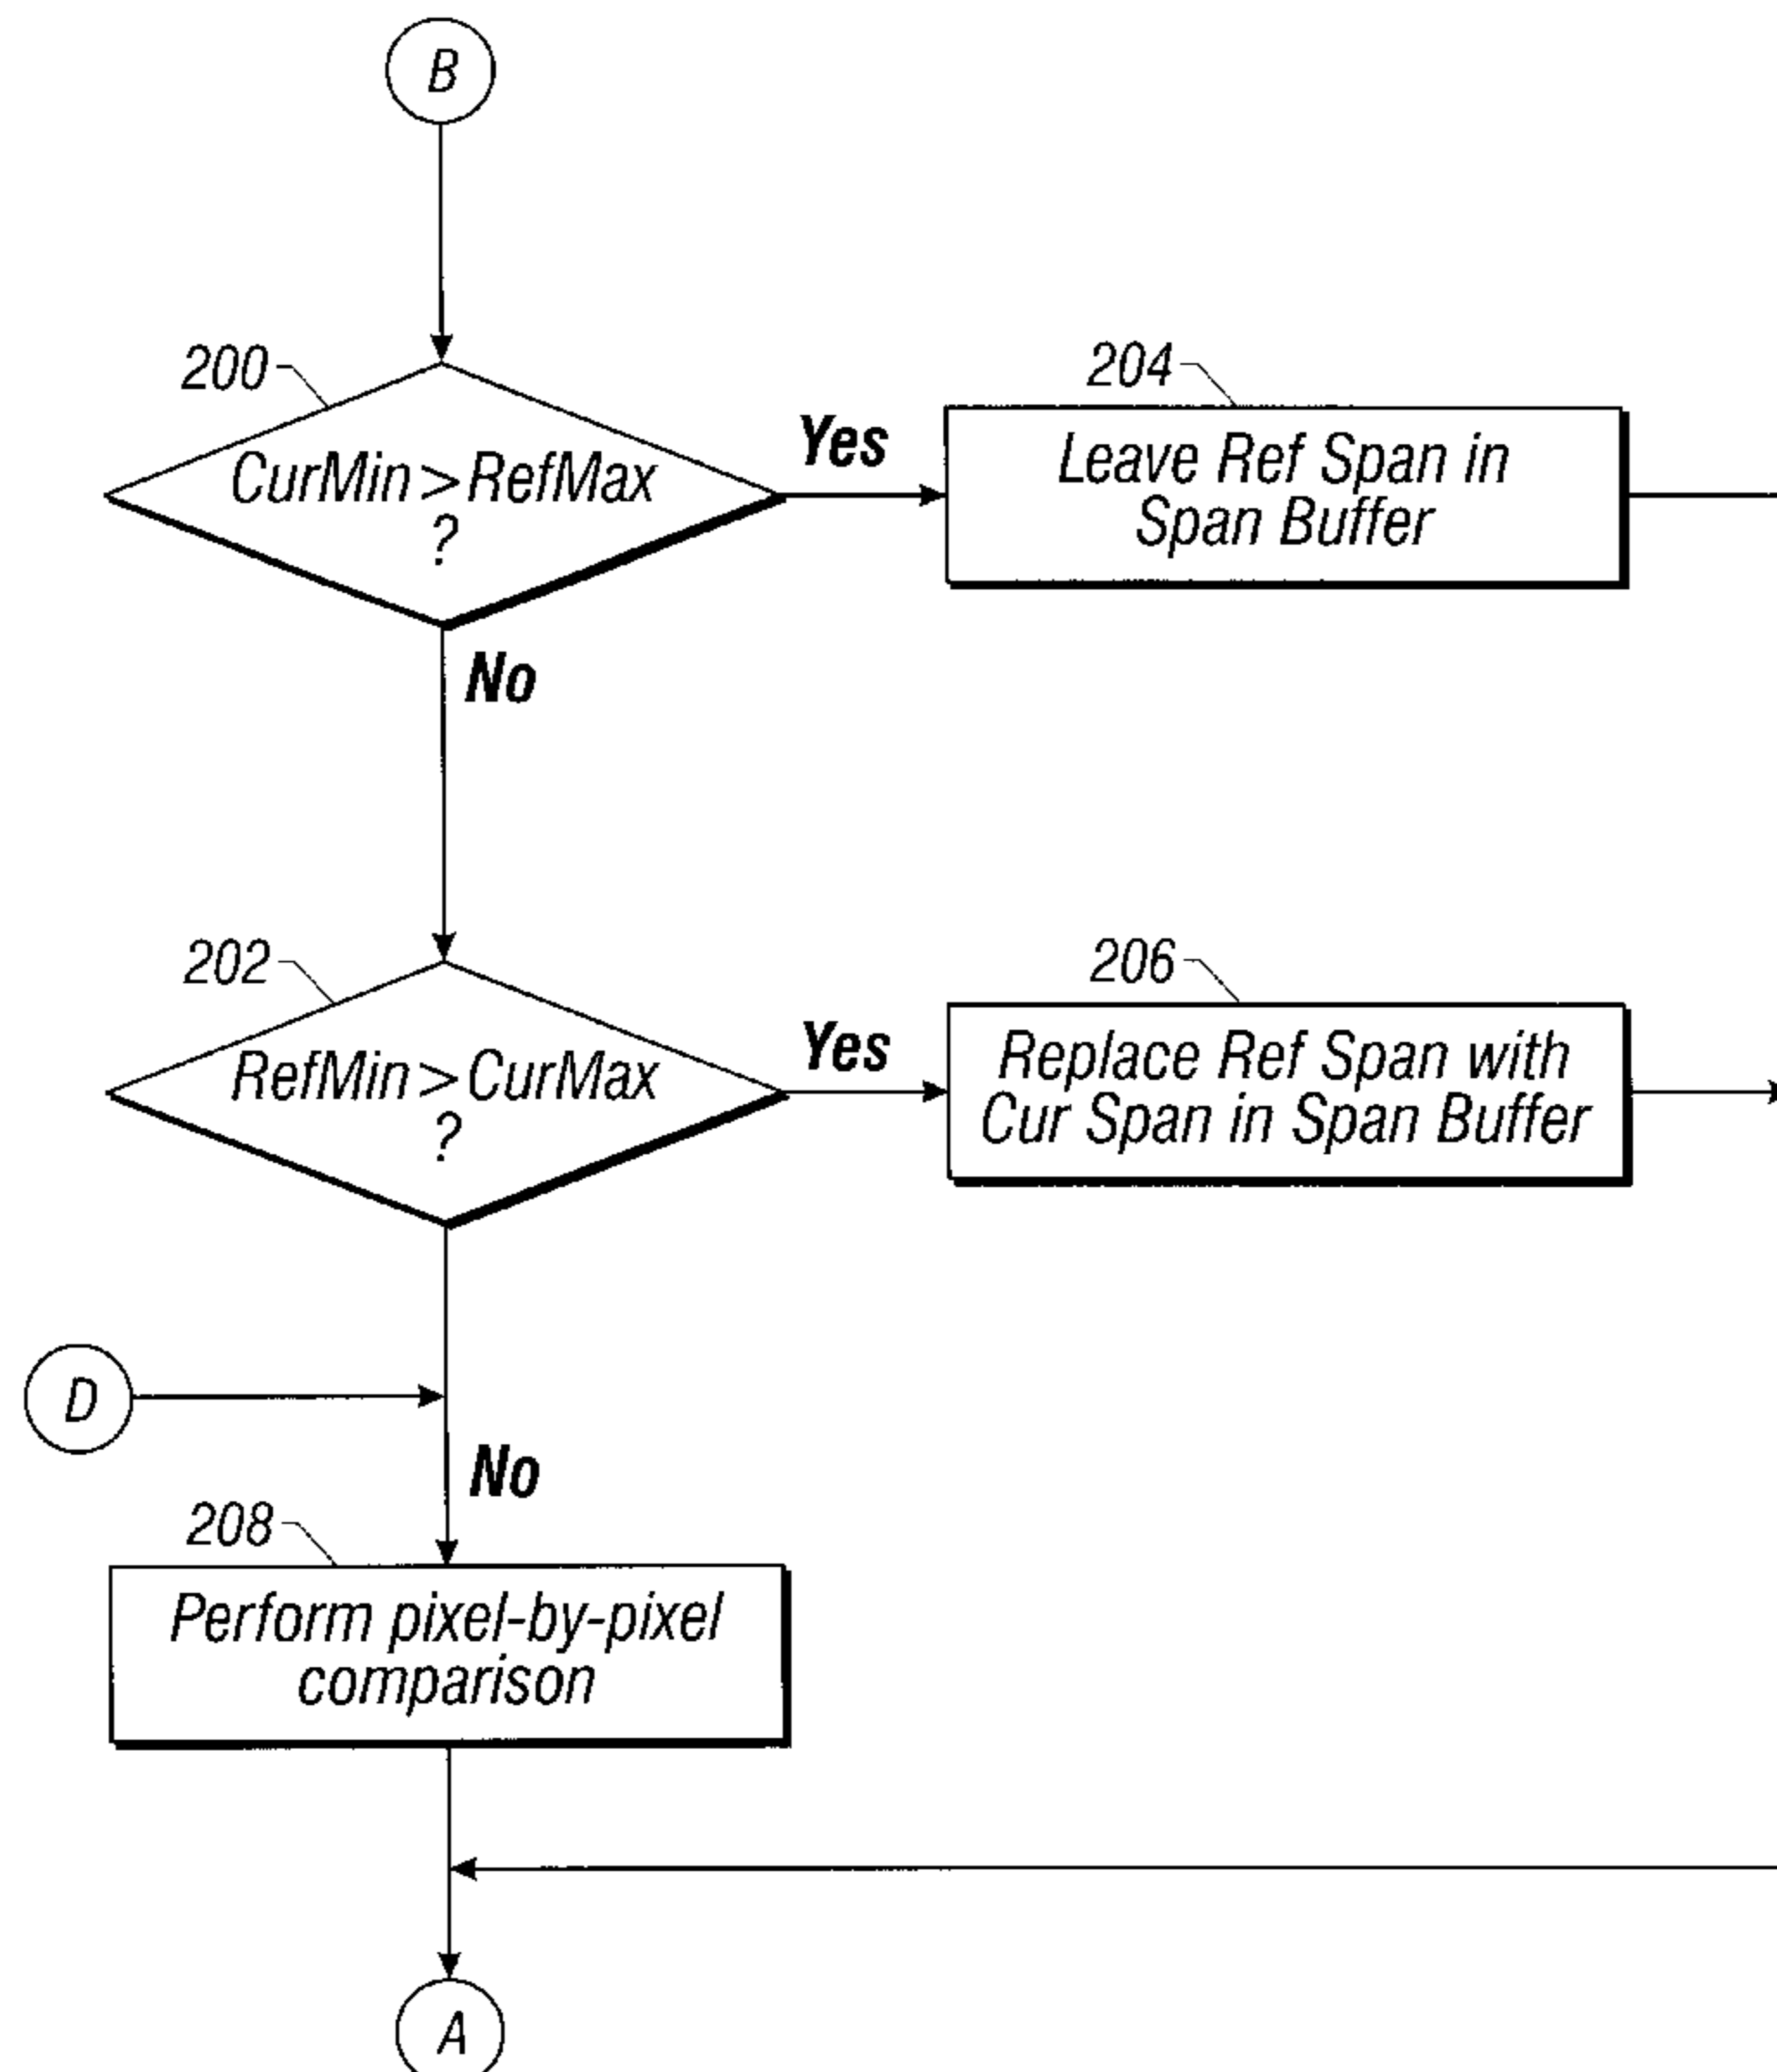 B
200
CurMin > RefMax
?
Yes
204
Leave Ref Span in
Span Buffer
No
202
RefMin > CurMax
?
Yes
206
Replace Ref Span with
Cur Span in Span Buffer
D
No
208
Perform pixel-by-pixel
comparison
A